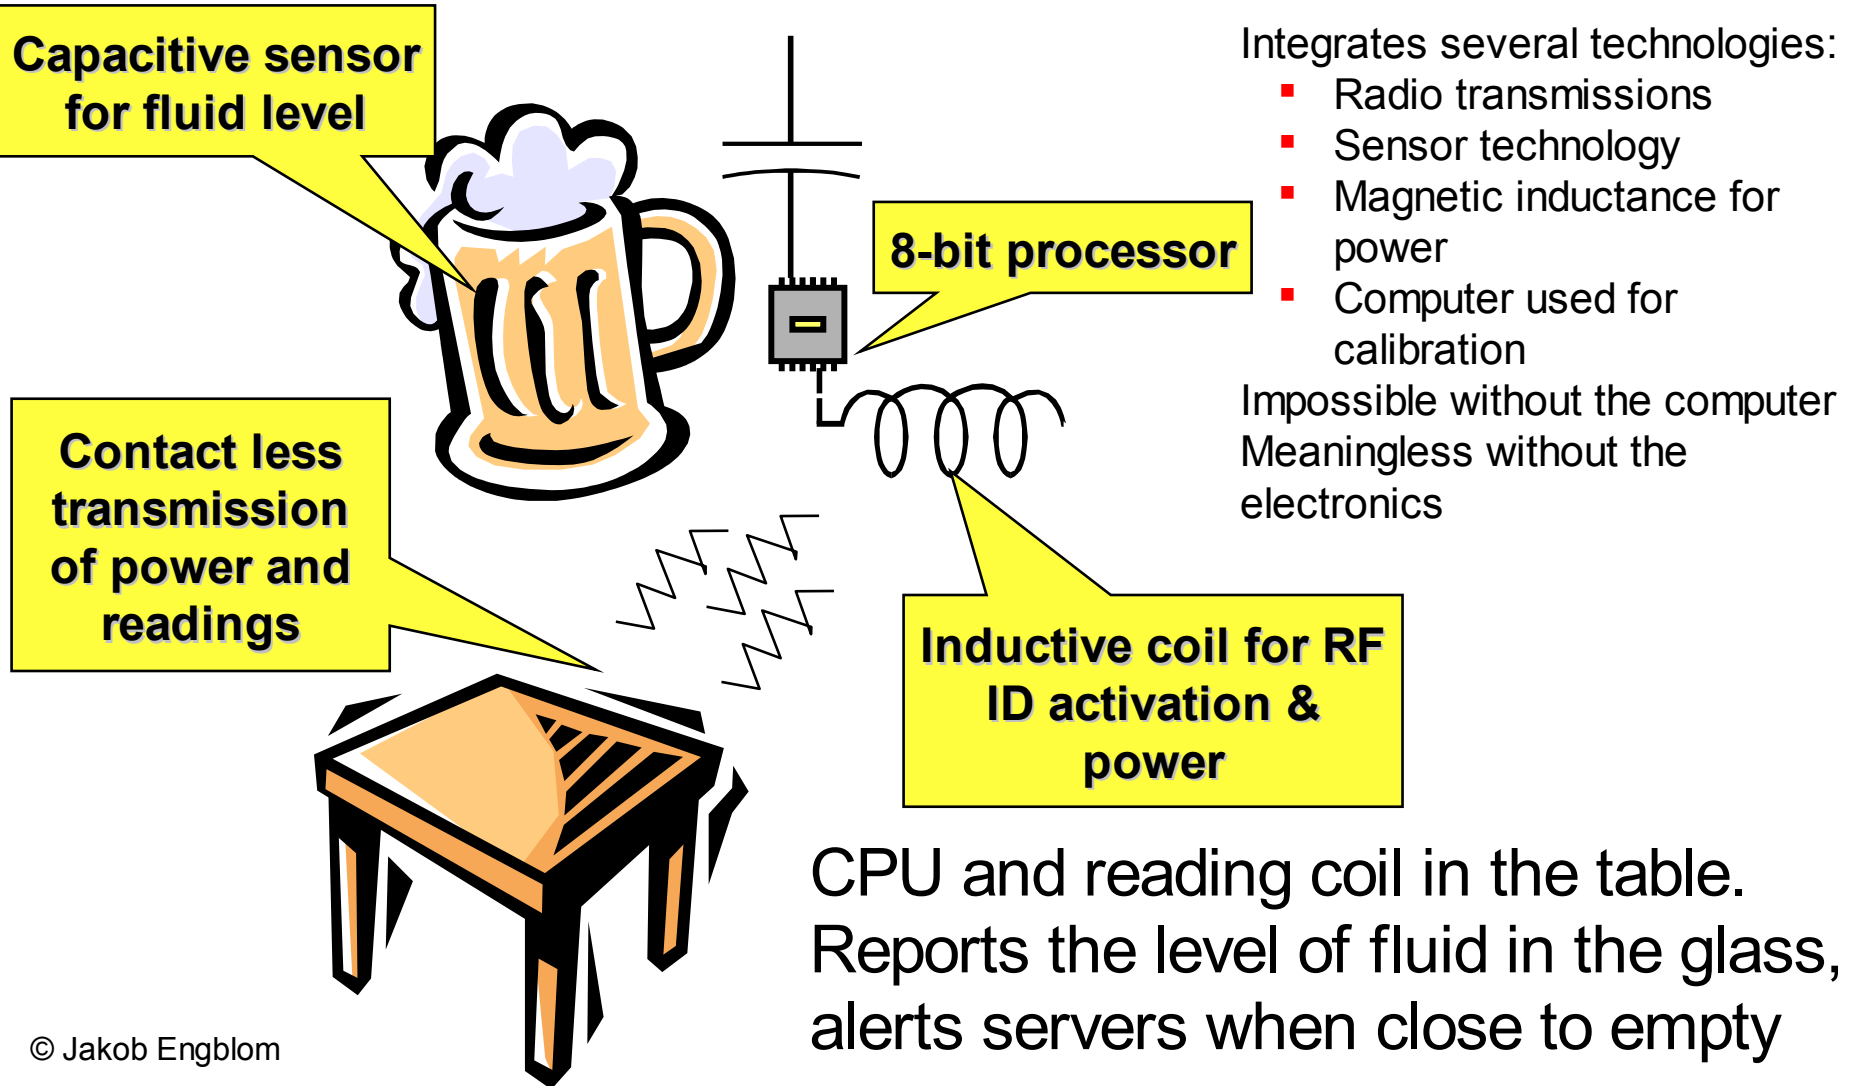 Capacitive sensor
for fluid level
Integrates several technologies:
▪ Radio transmissions
▪ Sensor technology
▪ Magnetic inductance for
power
▪ Computer used for
calibration
Impossible without the computer
Meaningless without the
electronics
8-bit processor
Contact less
transmission
of power and
readings
Inductive coil for RF
ID activation &
power
CPU and reading coil in the table.
Reports the level of fluid in the glass,
alerts servers when close to empty
© Jakob Engblom